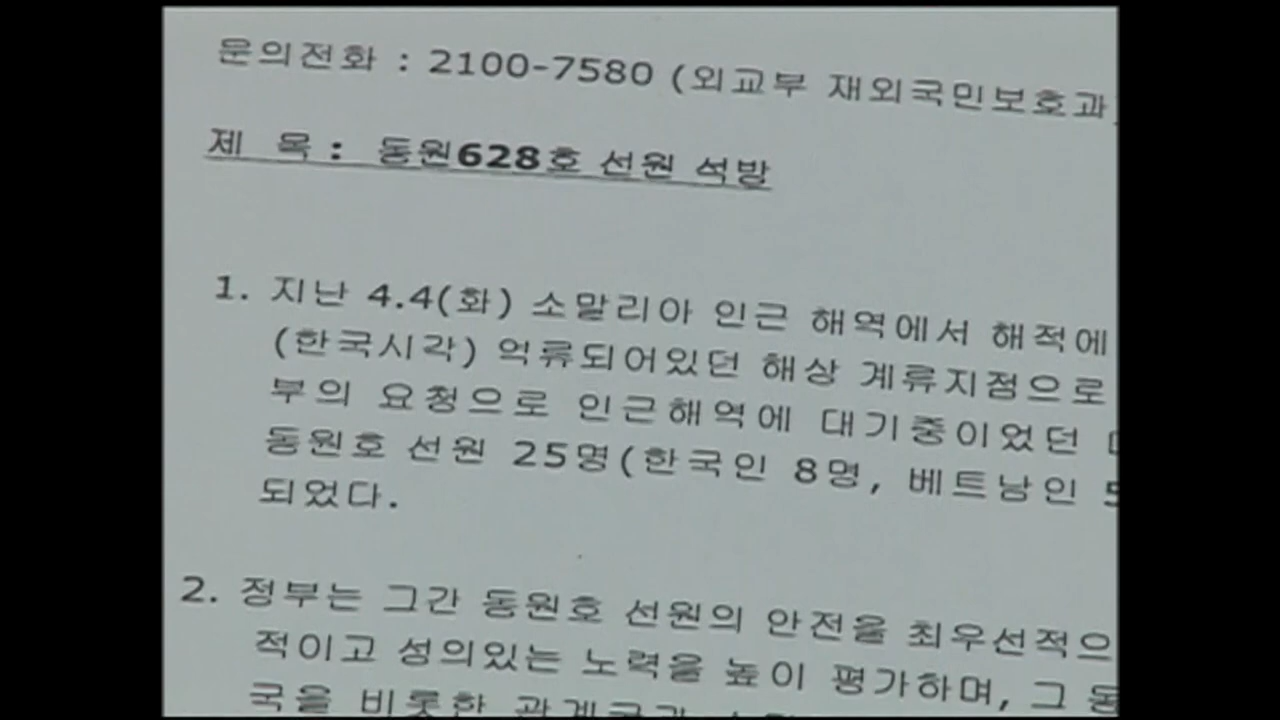 문의전화 : 2100-7580 (외교부 재외국민보호과)
제 목 : 동원628호 선원 석방
1. 지난 4.4(화) 소말리아 인근 해역에서 해적에
(한국시각) 억류되어있던 해상 계류지점으로
부의 요청으로 인근해역에 대기중이었던
동원호 선원 25명(한국인 8명, 베트남인 5
되었다.
2. 정부는 그간 동원호 선원의 안전을 최우선적으
적이고 성의있는 노력을 높이 평가하며, 그 동
국을 비롯한